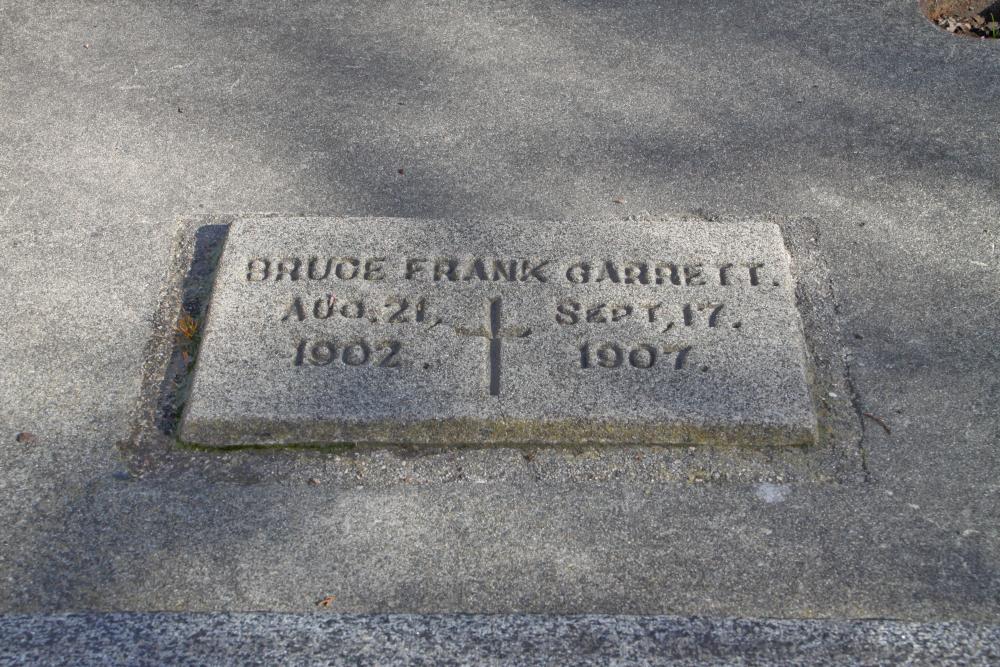 BRUCE FRANK GARRETT.
AUG. 21, SEPT, 17.
1902. 1907.